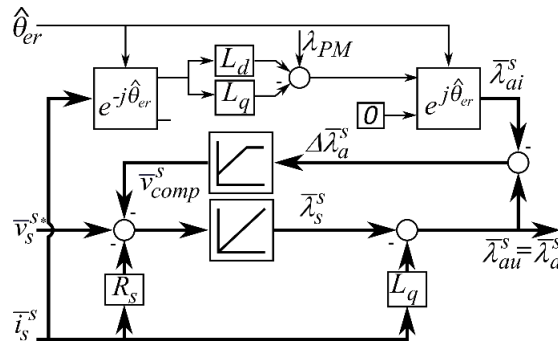 θ̂er
λPM
Ld
Lq
-
e^-jθ̂er
0
e^jθ̂er
λ̄ai^s
-
Δλ̄a^s
v̄comp^s
-
v̄s^s*
-
λ̄s^s
-
λ̄au^s=λ̄a
Rs
Lq
īs^s